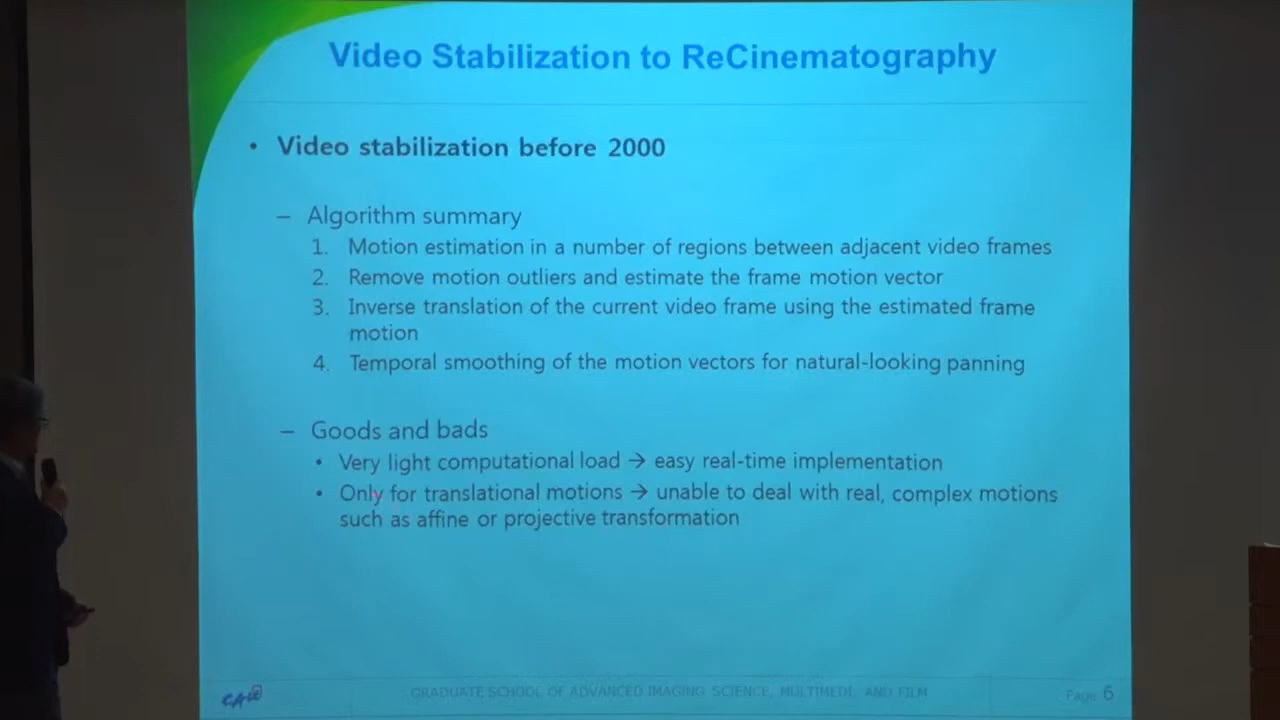 Video Stabilization to ReCinematography
• Video stabilization before 2000
– Algorithm summary
1. Motion estimation in a number of regions between adjacent video frames
2. Remove motion outliers and estimate the frame motion vector
3. Inverse translation of the current video frame using the estimated frame
motion
4. Temporal smoothing of the motion vectors for natural-looking panning
– Goods and bads
• Very light computational load → easy real-time implementation
• Only for translational motions → unable to deal with real, complex motions
such as affine or projective transformation
GRADUATE SCHOOL OF ADVANCED IMAGING SCIENCE, MULTIMEDI, AND FILM
Page 6